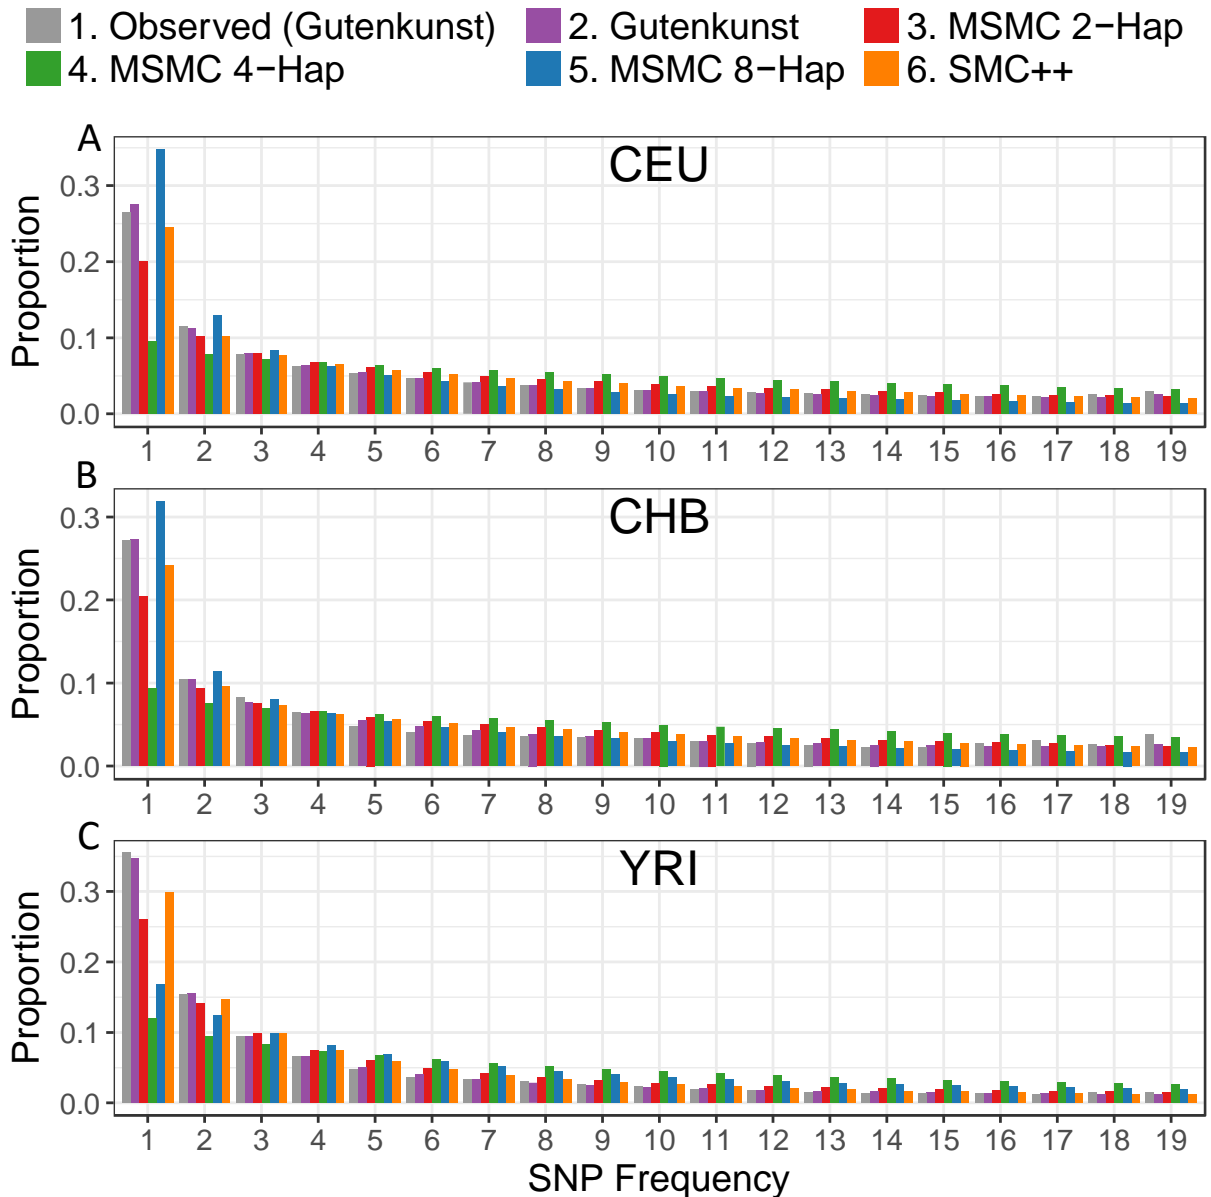 1. Observed (Gutenkunst) 2. Gutenkunst 3. MSMC 2−Hap
4. MSMC 4−Hap 5. MSMC 8−Hap 6. SMC++
A
CEU
Proportion
0.3
0.2
0.1
0.0
1 2 3 4 5 6 7 8 9 10 11 12 13 14 15 16 17 18 19
B
CHB
Proportion
0.3
0.2
0.1
0.0
1 2 3 4 5 6 7 8 9 10 11 12 13 14 15 16 17 18 19
C
YRI
Proportion
0.3
0.2
0.1
0.0
1 2 3 4 5 6 7 8 9 10 11 12 13 14 15 16 17 18 19
SNP Frequency